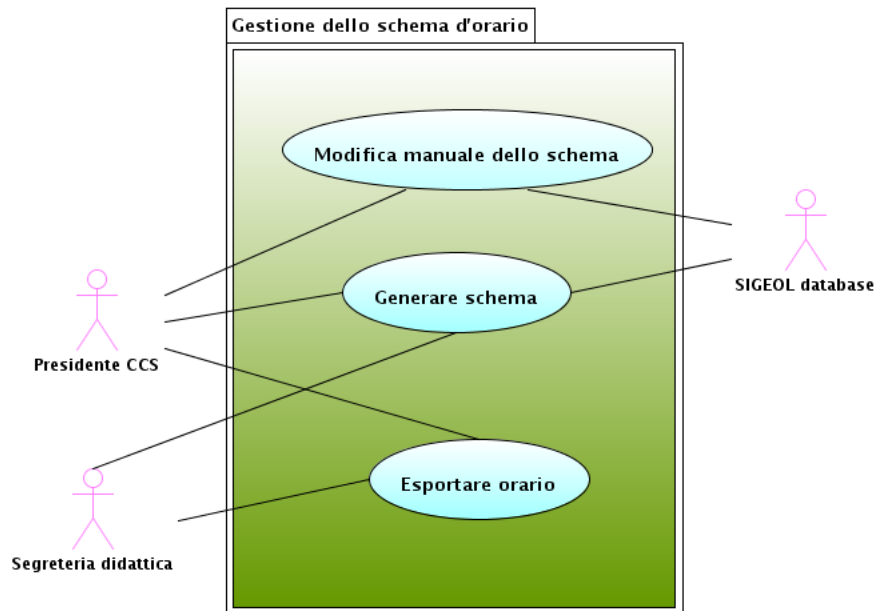 Gestione dello schema d'orario
Modifica manuale dello schema
SIGEOL database
Generare schema
Presidente CCS
Esportare orario
Segreteria didattica